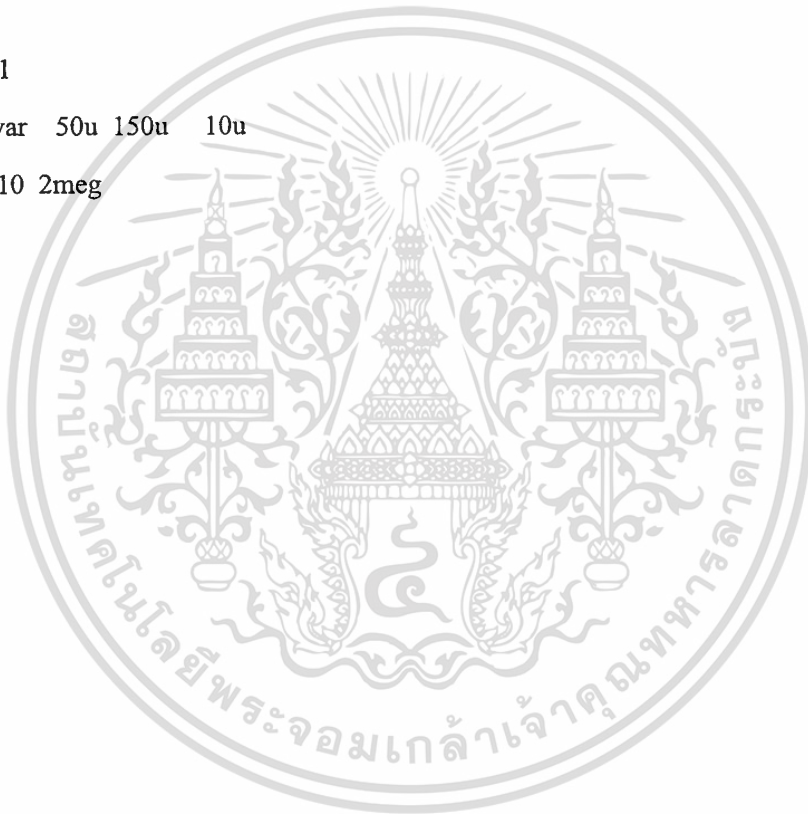 1
var 50u 150u 10u
10 2meg
สถาบันเทคโนโลยีพระจอมเกล้าเจ้าคุณทหารลาดกระบัง